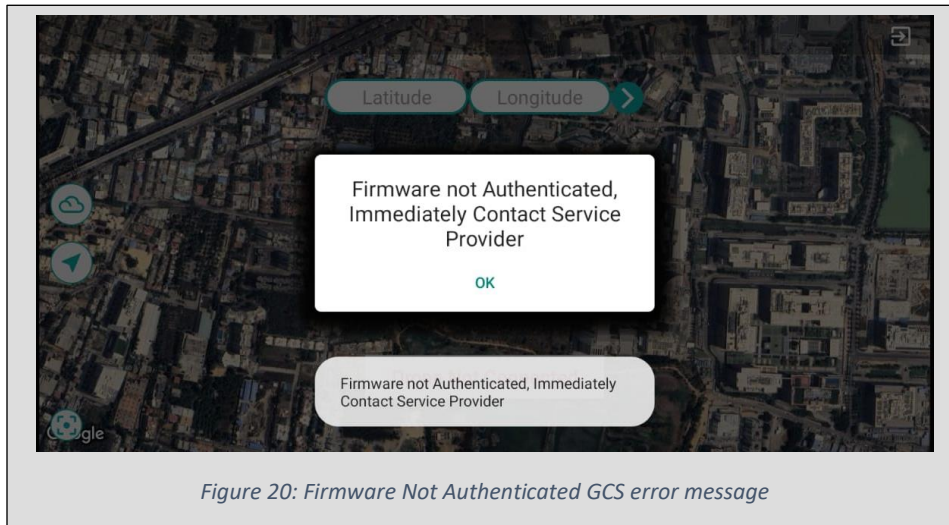 Latitude
Longitude
Firmware not Authenticated,
Immediately Contact Service
Provider
OK
Firmware not Authenticated, Immediately
Contact Service Provider
Figure 20: Firmware Not Authenticated GCS error message